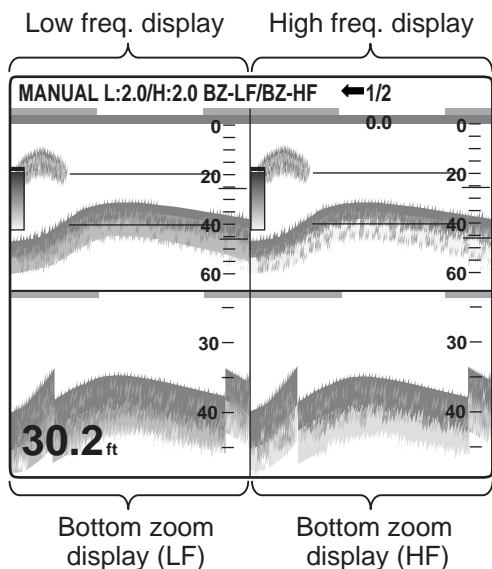 Low freq. display High freq. display
MANUAL L:2.0/H:2.0 BZ-LF/BZ-HF ⬅1/2
0 0.0 0
20 20
40 40
60 60
30 30
40 40
30.2ft
Bottom zoom display (LF)
Bottom zoom display (HF)